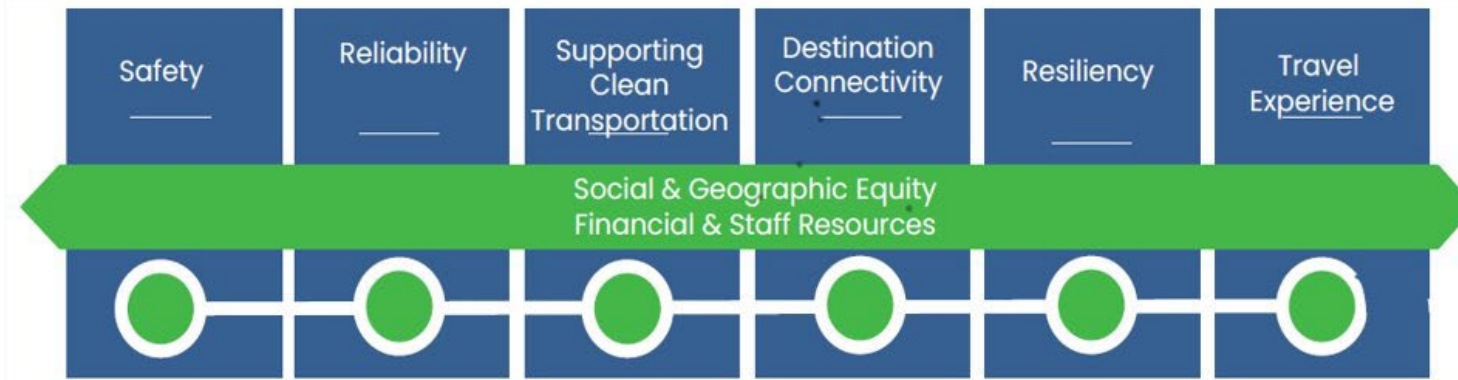 Safety
Reliability
Supporting
Clean
Transportation
Destination
Connectivity
Resiliency
Travel
Experience
Social & Geographic Equity
Financial & Staff Resources